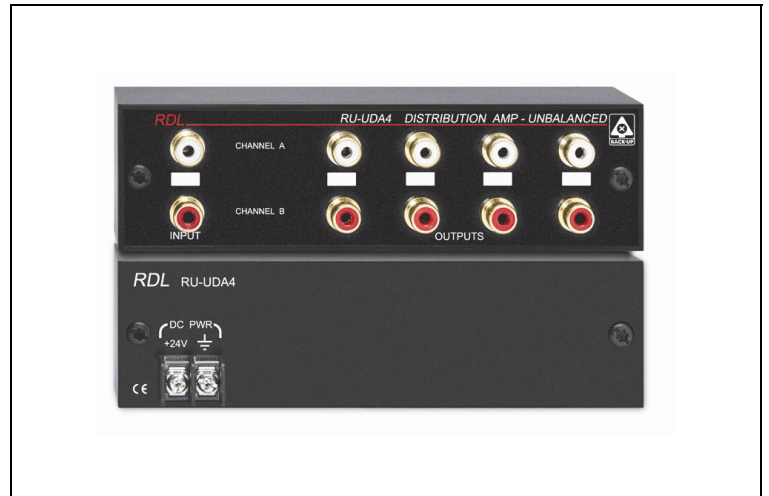 RDL RU-UDA4 DISTRIBUTION AMP - UNBALANCED
RACK-UP
CHANNEL A
CHANNEL B
INPUT OUTPUTS
RDL RU-UDA4
DC PWR
+24V
CE